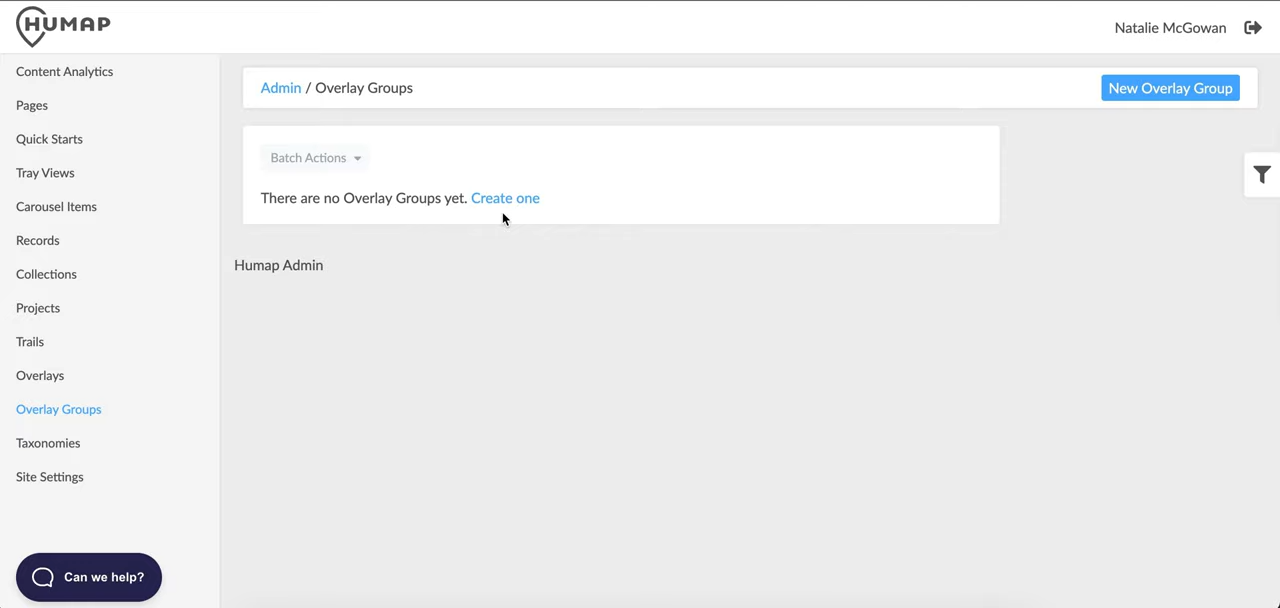 HUMAP
Natalie McGowan
Content Analytics
Pages
Quick Starts
Tray Views
Carousel Items
Records
Collections
Projects
Trails
Overlays
Overlay Groups
Taxonomies
Site Settings
Can we help?
Admin / Overlay Groups
New Overlay Group
Batch Actions
There are no Overlay Groups yet. Create one
Humap Admin